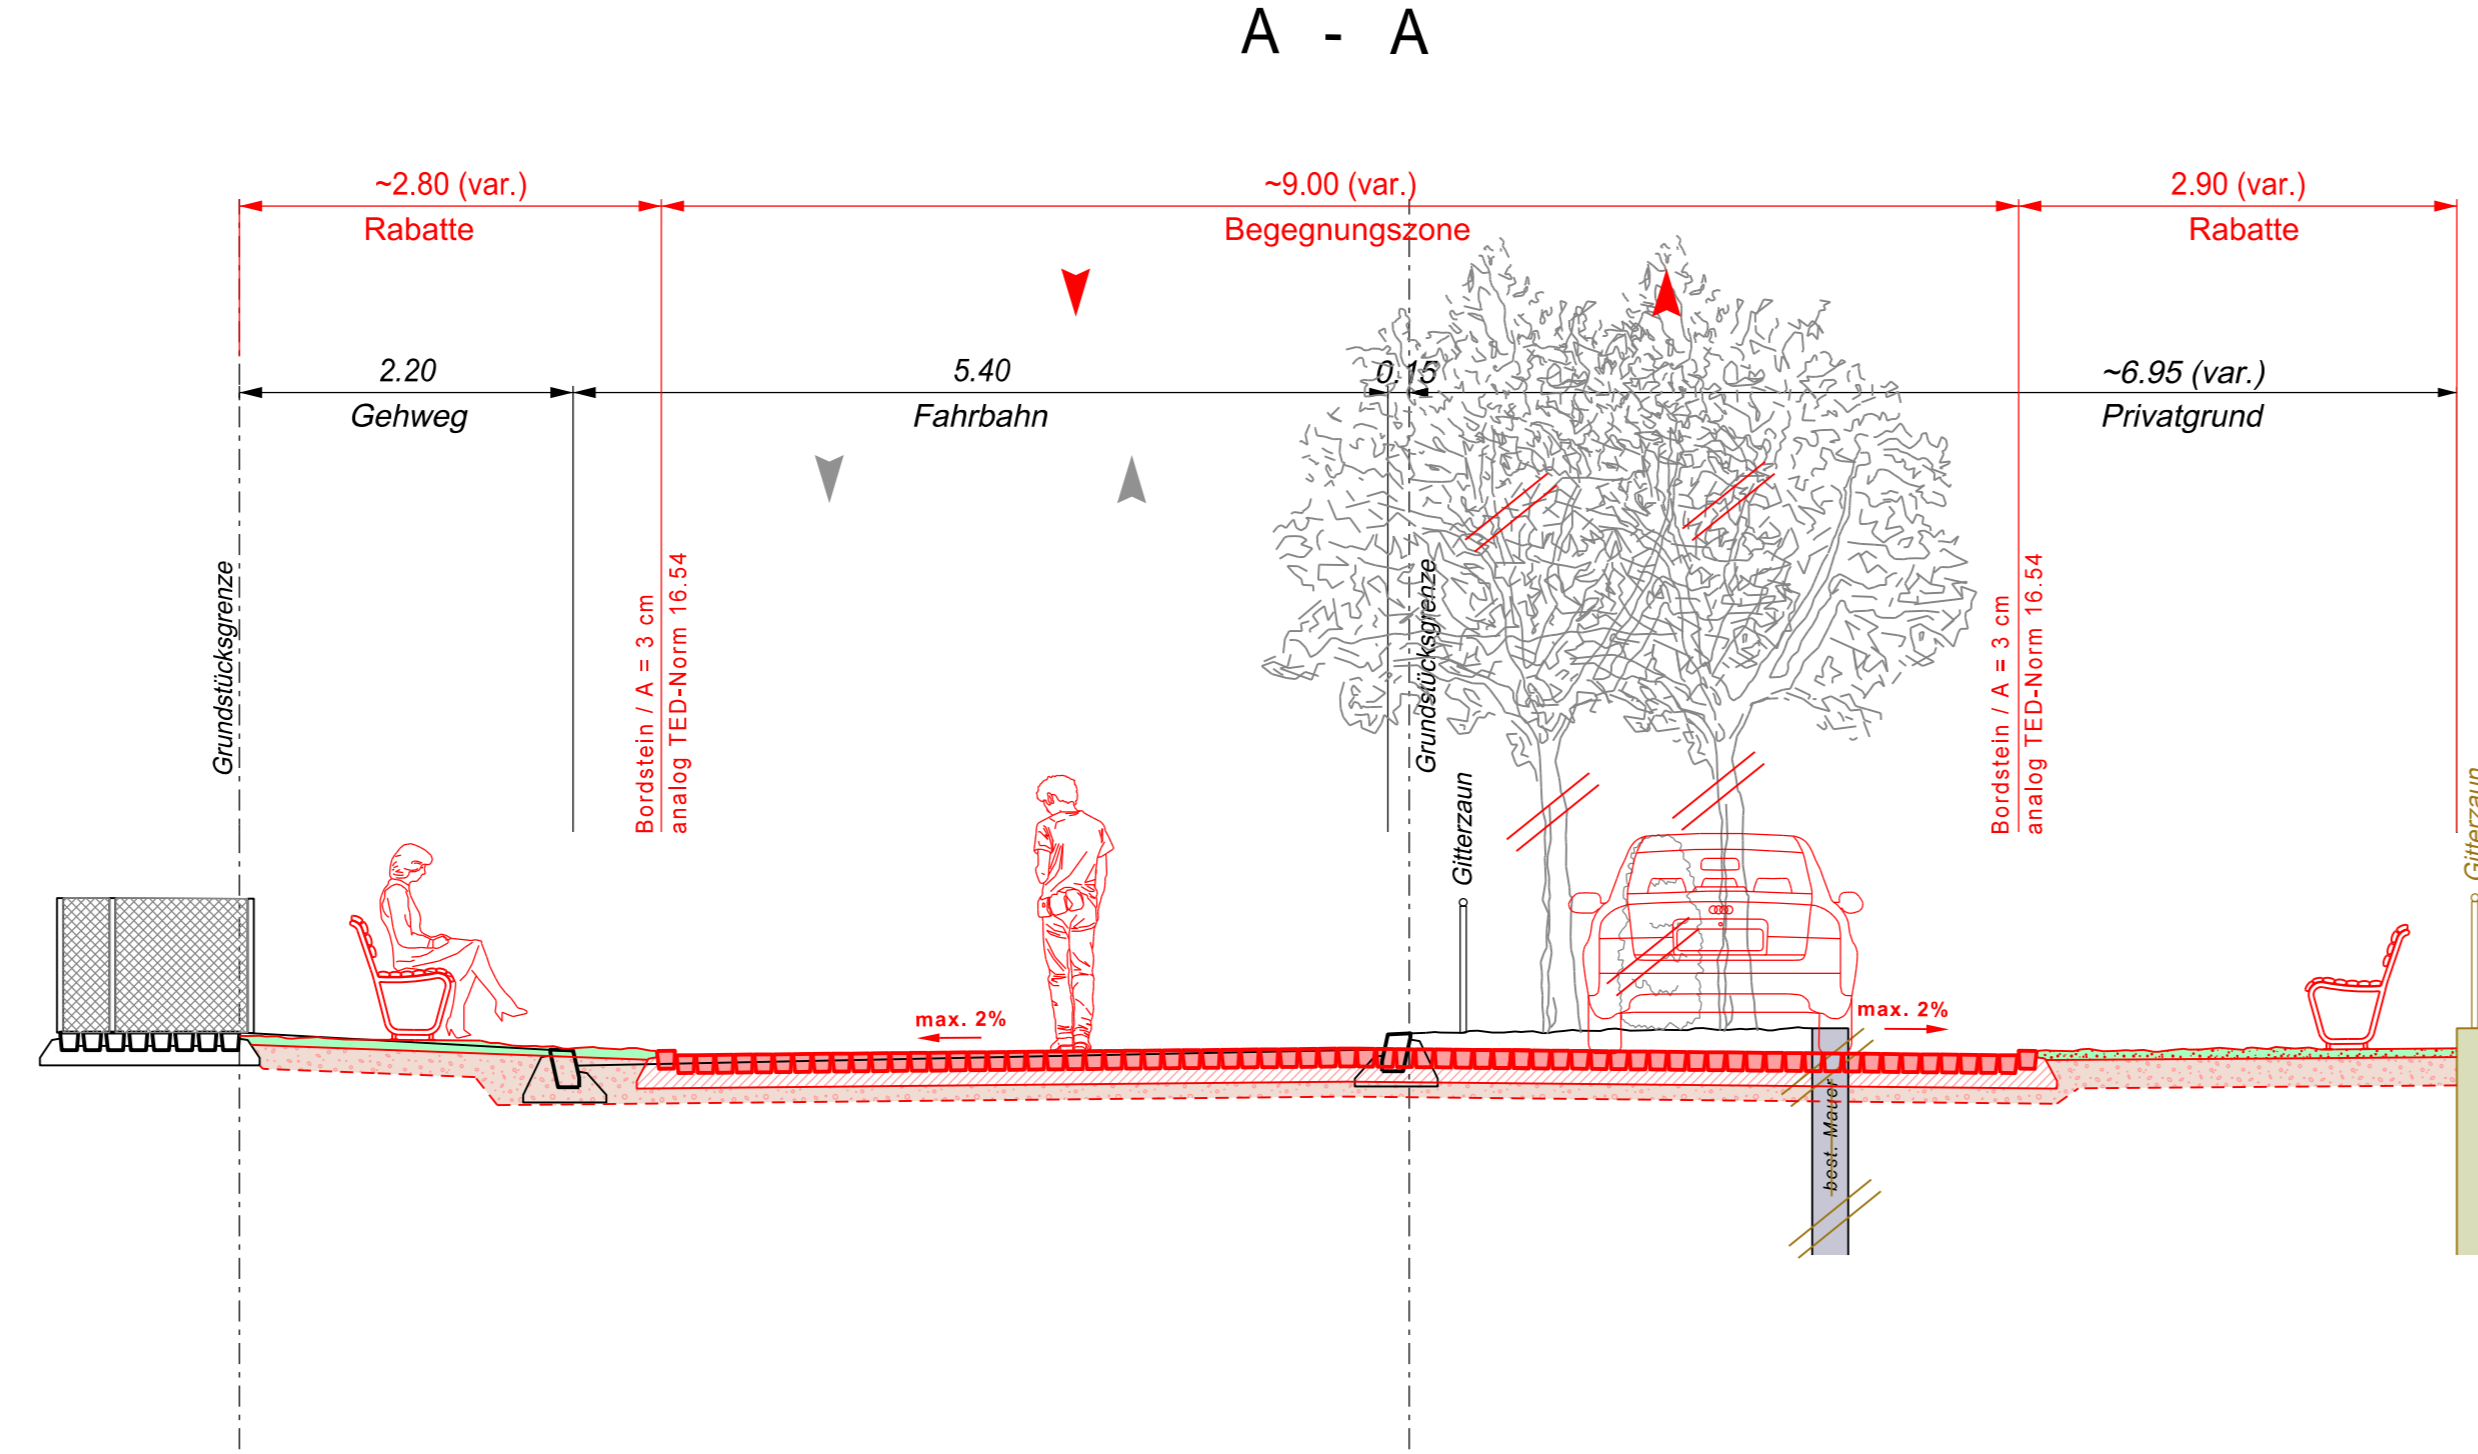 A - A
~2.80 (var.)
Rabatte
~9.00 (var.)
Begegnungszone
2.90 (var.)
Rabatte
2.20
Gehweg
5.40
Fahrbahn
0.15
~6.95 (var.)
Privatgrund
Grundstücksgrenze
Bordstein / A = 3 cm
analog TED-Norm 16.54
Grundstücksgrenze
Gitterzaun
Bordstein / A = 3 cm
analog TED-Norm 16.54
Gitterzaun
max. 2%
max. 2%
best. Mauer